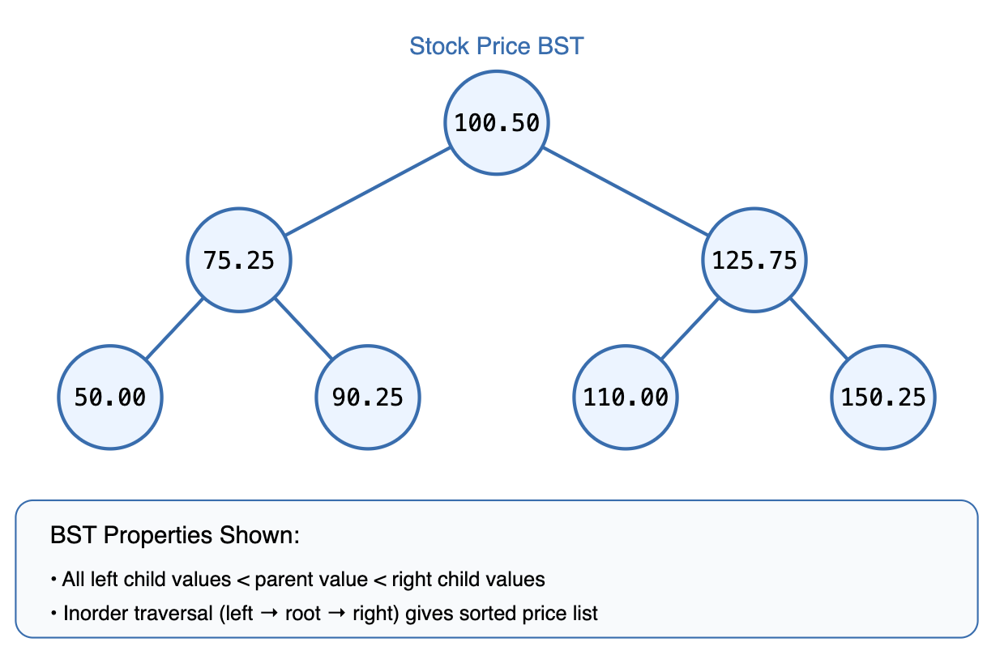 Stock Price BST
100.50
75.25
125.75
50.00
90.25
110.00
150.25
BST Properties Shown:
• All left child values < parent value < right child values
• Inorder traversal (left → root → right) gives sorted price list